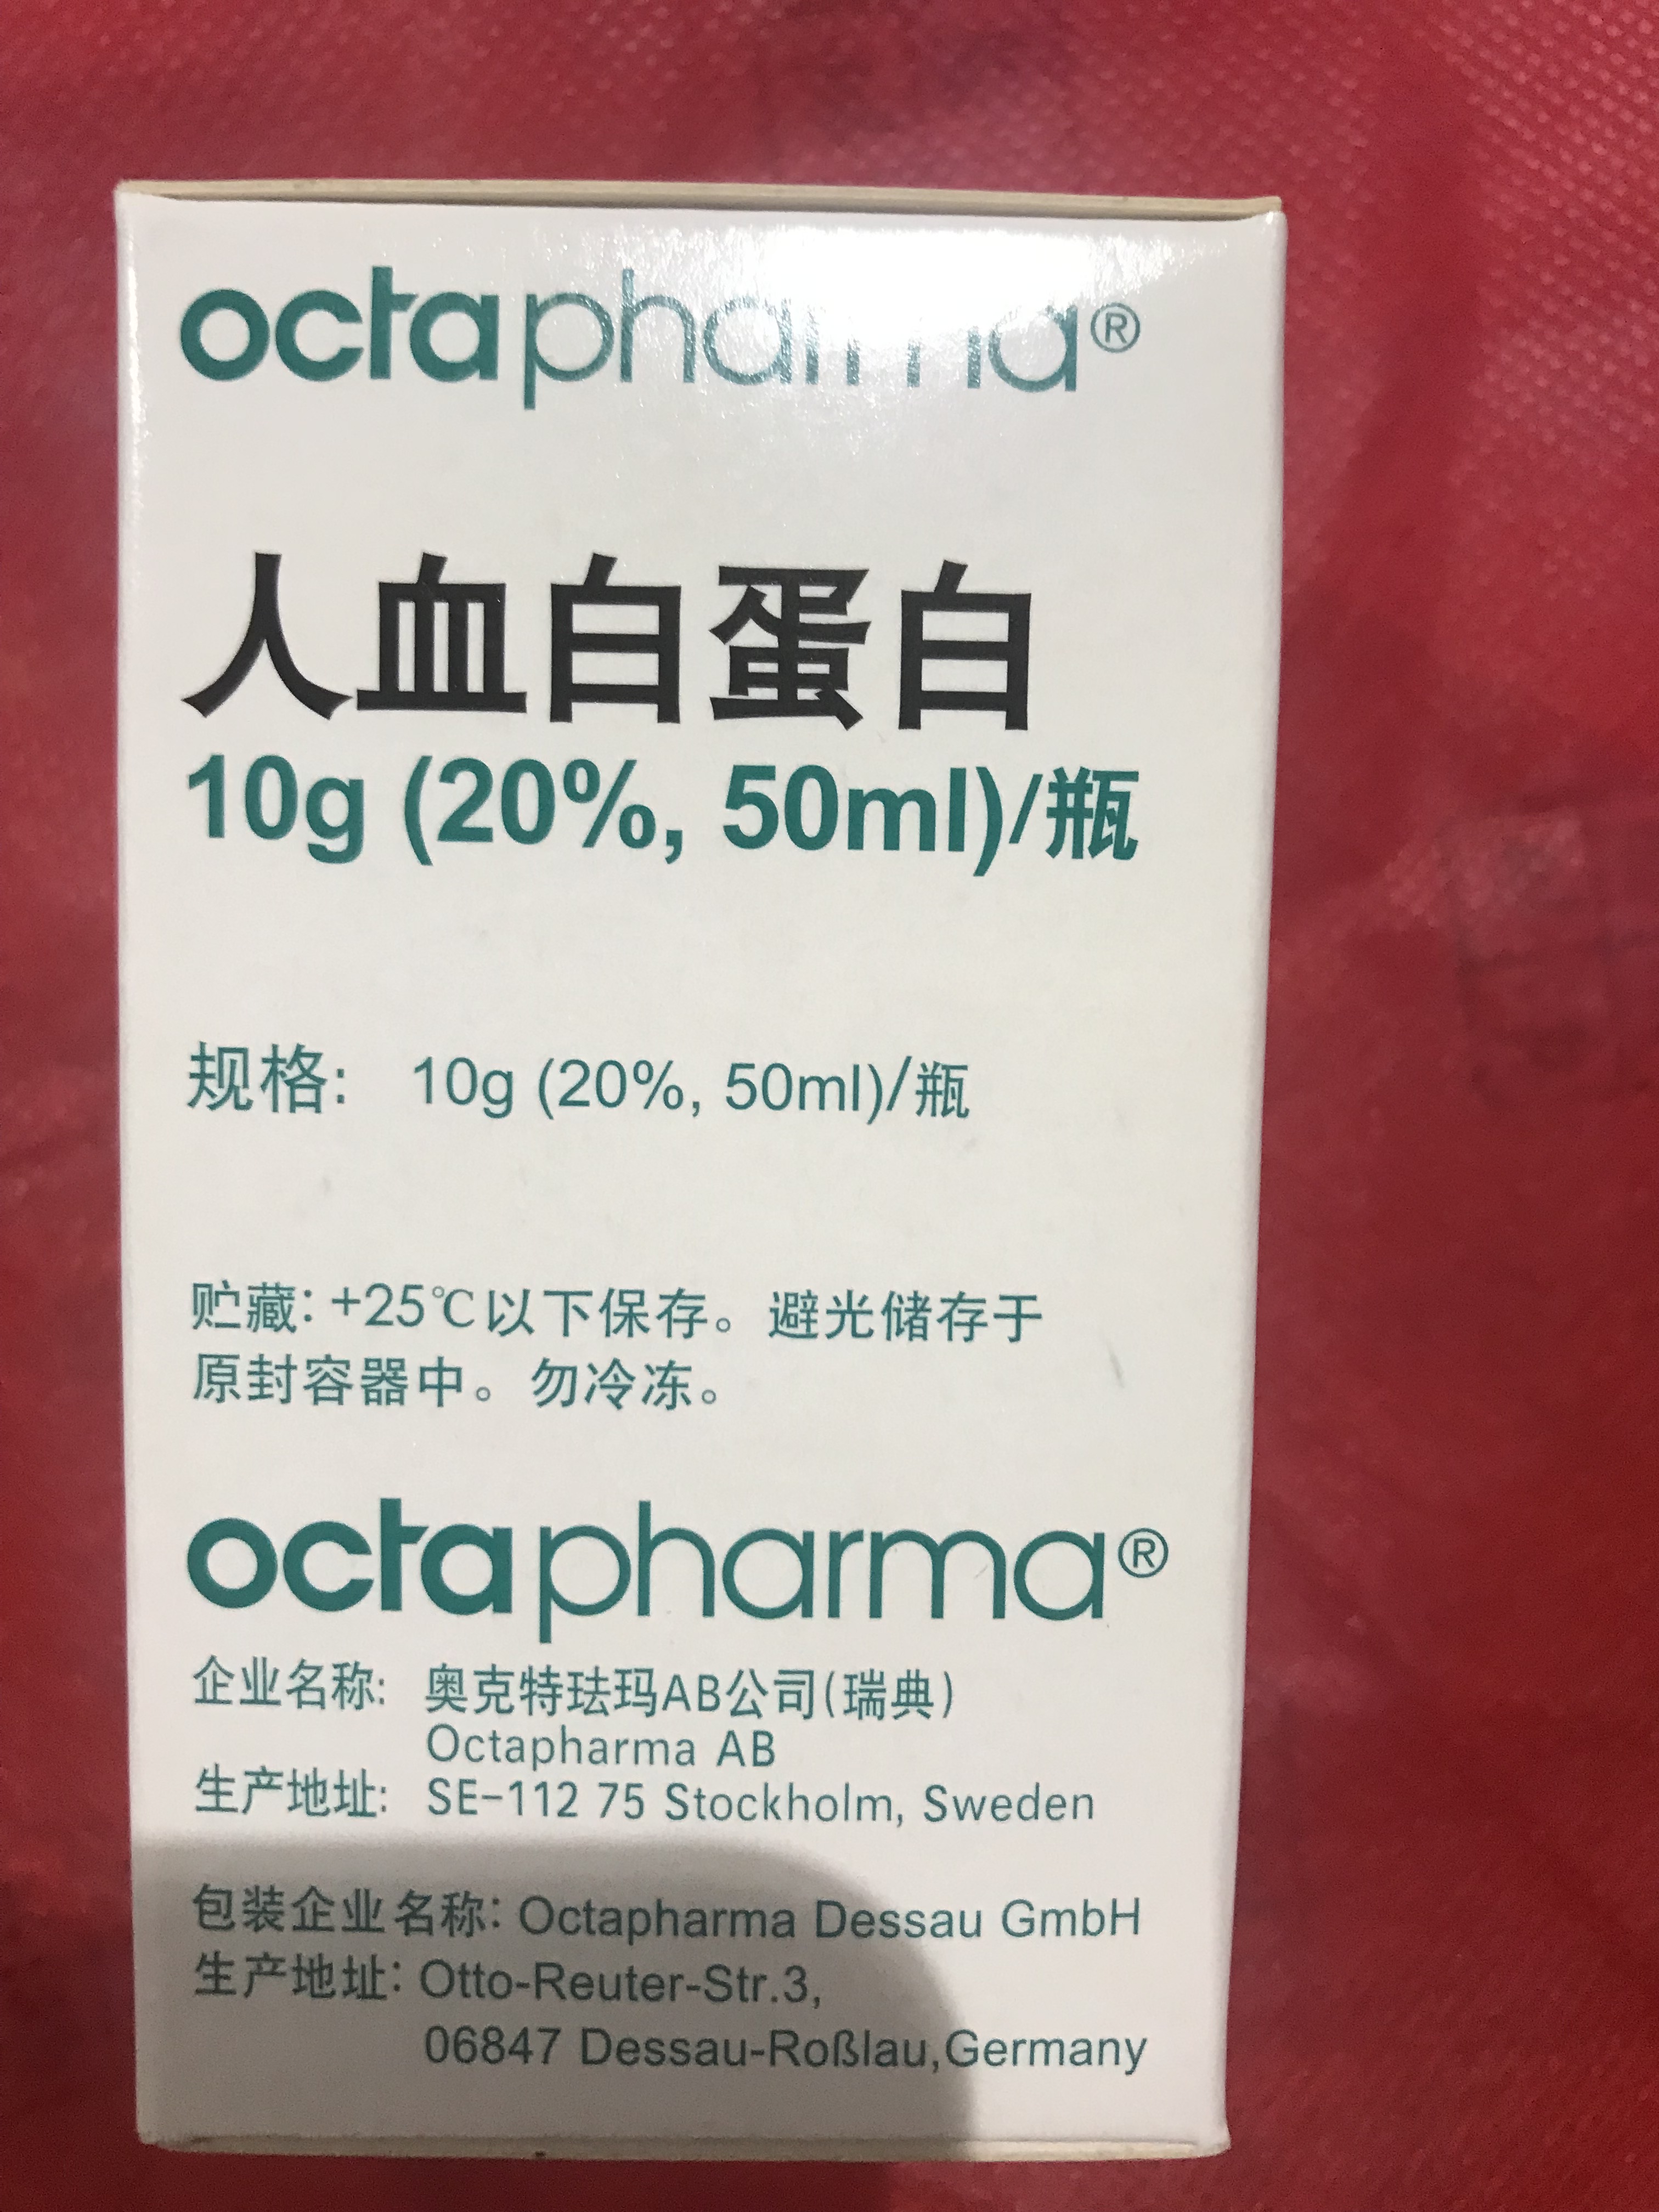 octapharma®
人血白蛋白
10g (20%, 50ml)/瓶
规格: 10g (20%, 50ml)/瓶
贮藏: +25℃以下保存。避光储存于
原封容器中。勿冷冻。
octapharma®
企业名称: 奥克特珐玛AB公司(瑞典)
Octapharma AB
生产地址: SE-112 75 Stockholm, Sweden
包装企业名称: Octapharma Dessau GmbH
生产地址: Otto-Reuter-Str.3,
06847 Dessau-Roßlau,Germany